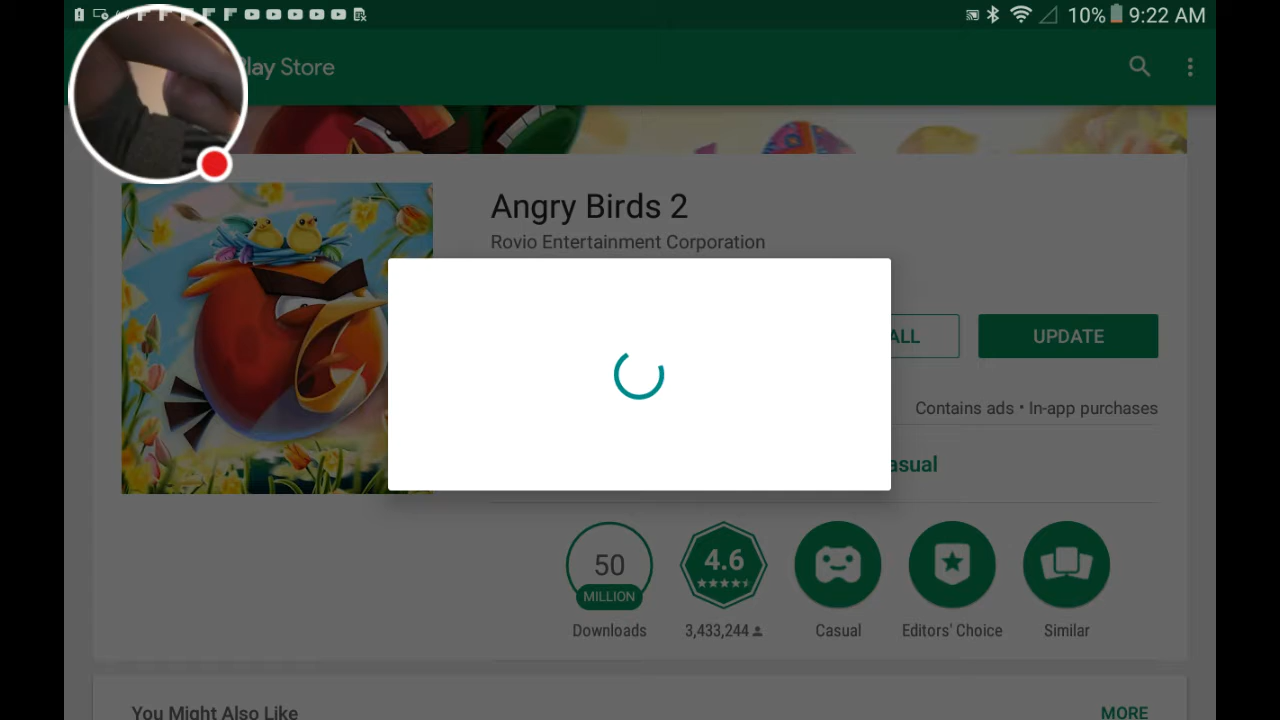 10% 9:22 AM
Play Store
Angry Birds 2
Rovio Entertainment Corporation
ALL
UPDATE
Contains ads • In-app purchases
asual
50
MILLION
4.6
Downloads
3,433,244
Casual
Editors' Choice
Similar
You Might Also Like
MORE